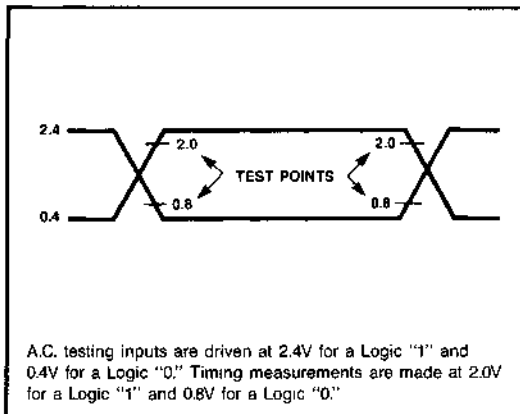 2.4
2.0
2.0
TEST POINTS
0.8
0.8
0.4
A.C. testing inputs are driven at 2.4V for a Logic "1" and
0.4V for a Logic "0." Timing measurements are made at 2.0V
for a Logic "1" and 0.8V for a Logic "0."